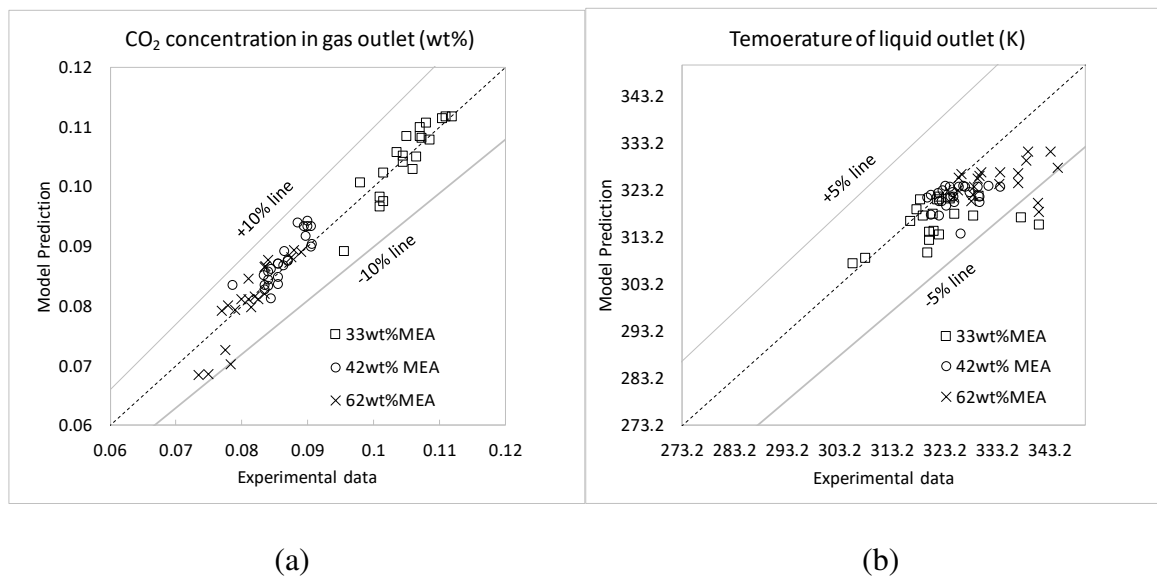 CO₂ concentration in gas outlet (wt%)
0.12
0.11
0.10
0.09
0.08
0.07
0.06
Model Prediction
+10% line
-10% line
33wt%MEA
42wt% MEA
62wt%MEA
0.06 0.07 0.08 0.09 0.1 0.11 0.12
Experimental data
(a)
Temoerature of liquid outlet (K)
343.2
333.2
323.2
313.2
303.2
293.2
283.2
273.2
Model Prediction
+5% line
-5% line
33wt%MEA
42wt% MEA
62wt%MEA
273.2 283.2 293.2 303.2 313.2 323.2 333.2 343.2
Experimental data
(b)